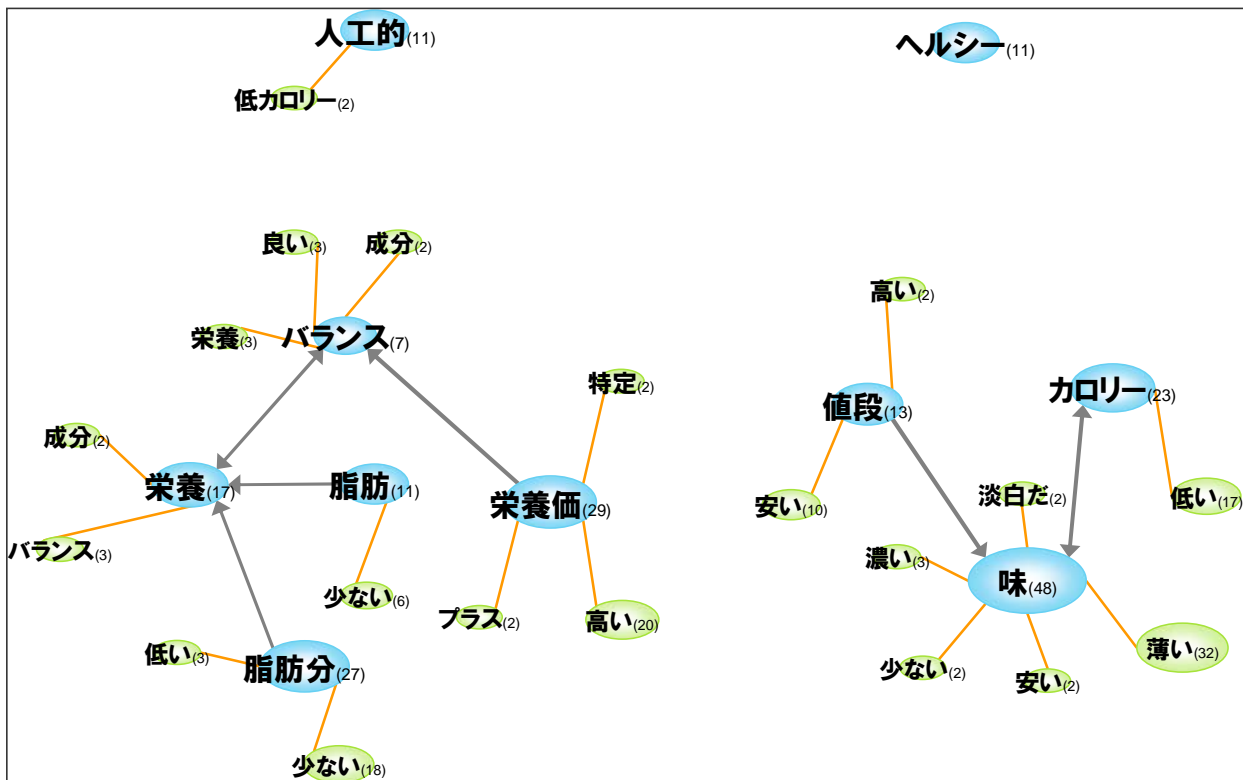 人工的(11)
ヘルシー(11)
低カロリー(2)
良い(3)
成分(2)
高い(2)
栄養(3)
バランス(7)
特定(2)
値段(13)
カロリー(23)
成分(2)
栄養(17)
脂肪(11)
栄養価(29)
安い(10)
淡白だ(2)
低い(17)
バランス(3)
濃い(3)
味(48)
少ない(6)
プラス(2)
高い(20)
低い(3)
脂肪分(27)
少ない(2)
安い(2)
薄い(32)
少ない(18)